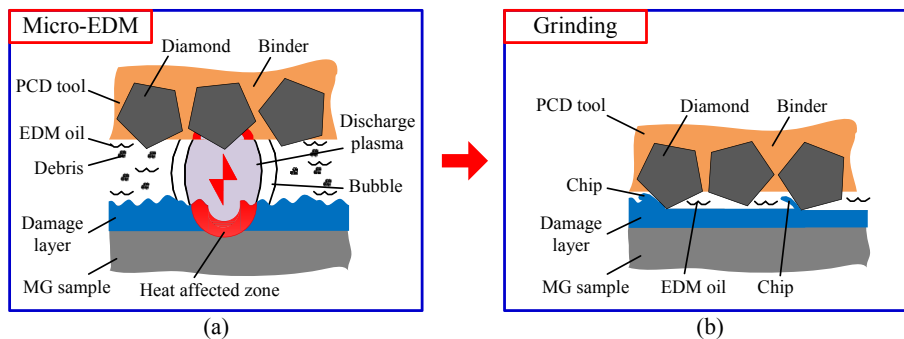 Micro-EDM
Diamond
Binder
PCD tool
EDM oil
Debris
Discharge
plasma
Bubble
Damage
layer
MG sample
Heat affected zone
(a)
Grinding
Diamond
Binder
PCD tool
Chip
Damage
layer
MG sample
EDM oil
Chip
(b)